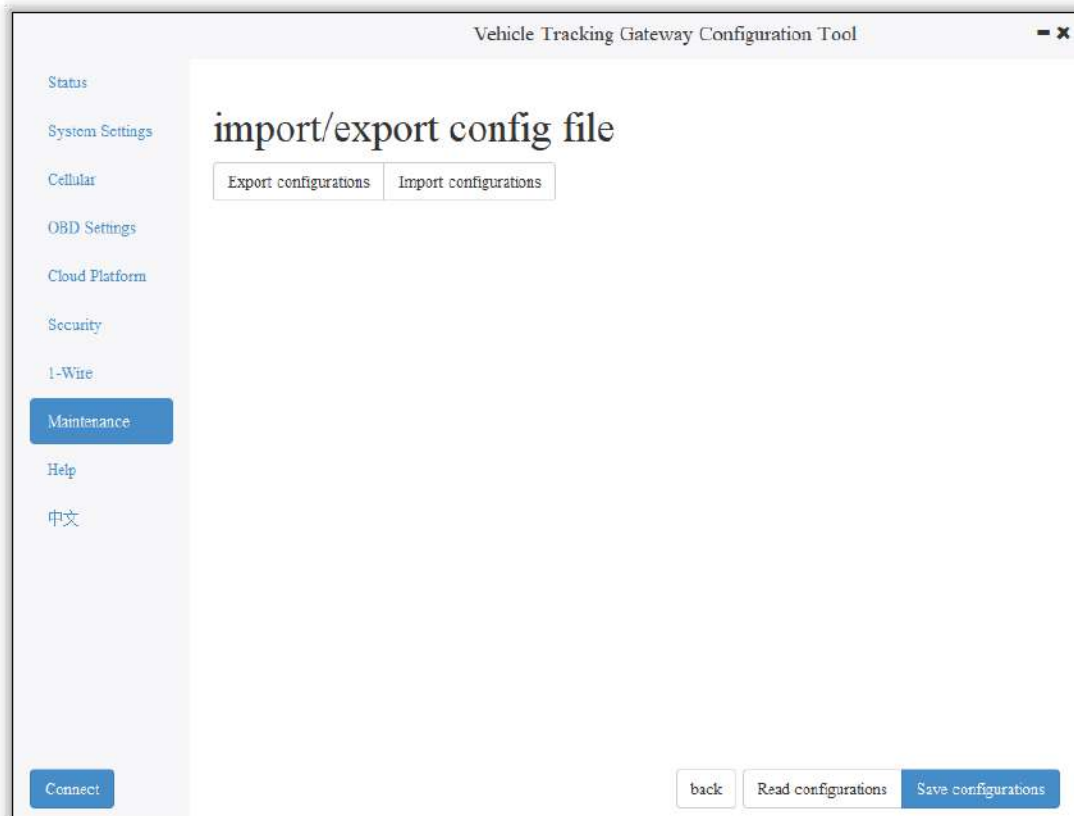 Vehicle Tracking Gateway Configuration Tool
Status
System Settings
Cellular
OBD Settings
Cloud Platform
Security
1-Wire
Maintenance
Help
中文
Connect
import/export config file
Export configurations Import configurations
back Read configurations Save configurations